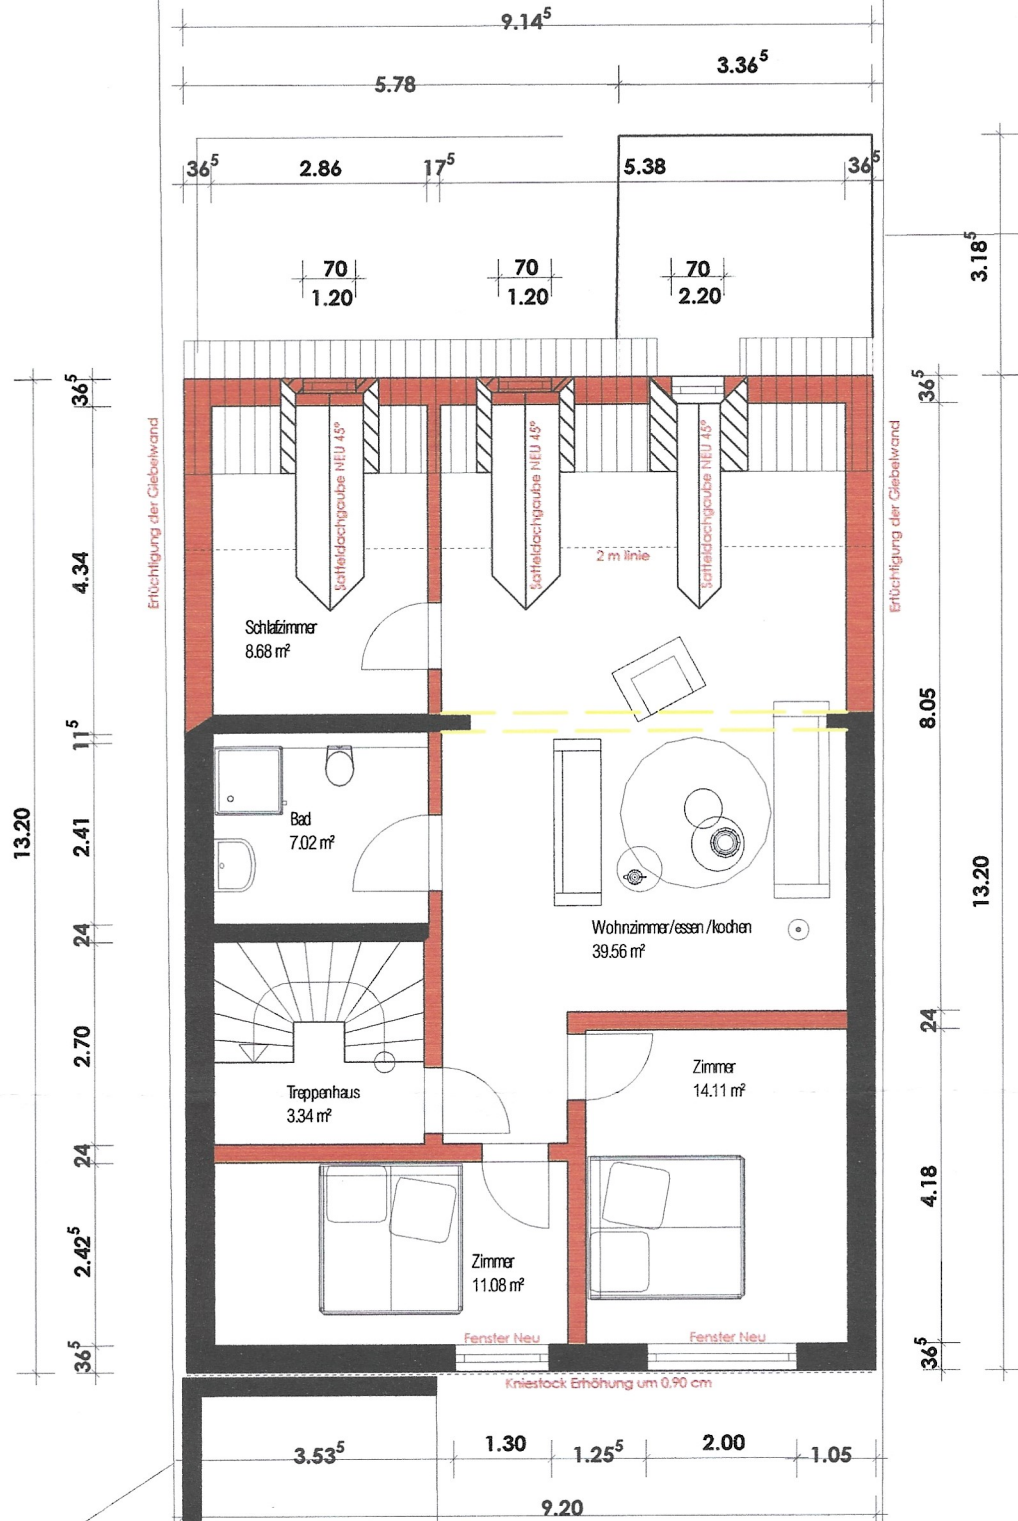 9.14⁵
5.78
3.36⁵
36⁵ 2.86 17⁵ 5.38 36⁵
3.18⁵
70
1.20
70
1.20
70
2.20
36⁵
36⁵
Ertüchtigung der Giebelwand
Satteldachgaube NEU 45°
Satteldachgaube NEU 45°
Satteldachgaube NEU 45°
Ertüchtigung der Giebelwand
2 m linie
4.34
Schlafzimmer
8.68 m²
8.05
11⁵
13.20
2.41
Bad
7.02 m²
13.20
24
Wohnzimmer/essen /kochen
39.56 m²
24
2.70
Treppenhaus
3.34 m²
Zimmer
14.11 m²
24
4.18
2.42⁵
Zimmer
11.08 m²
36⁵
Fenster Neu
Fenster Neu
36⁵
Kniestock Erhöhung um 0.90 cm
3.53⁵ 1.30 1.25⁵ 2.00 1.05
9.20